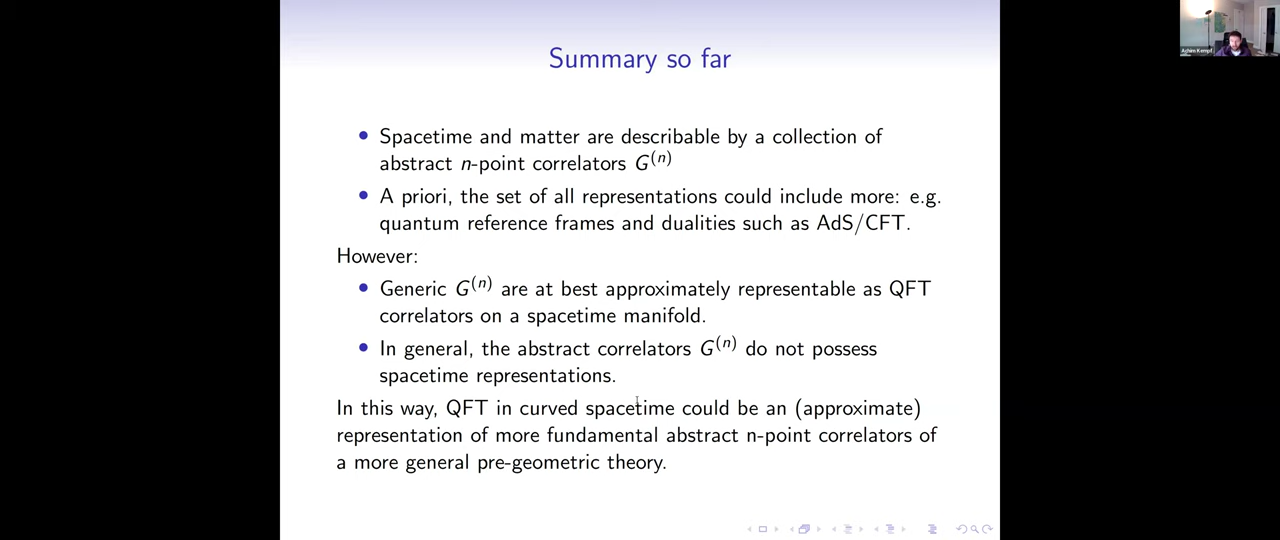 Summary so far
Achim Kempf
• Spacetime and matter are describable by a collection of
abstract n-point correlators G⁽ⁿ⁾
• A priori, the set of all representations could include more: e.g.
quantum reference frames and dualities such as AdS/CFT.
However:
• Generic G⁽ⁿ⁾ are at best approximately representable as QFT
correlators on a spacetime manifold.
• In general, the abstract correlators G⁽ⁿ⁾ do not possess
spacetime representations.
In this way, QFT in curved spacetime could be an (approximate)
representation of more fundamental abstract n-point correlators of
a more general pre-geometric theory.